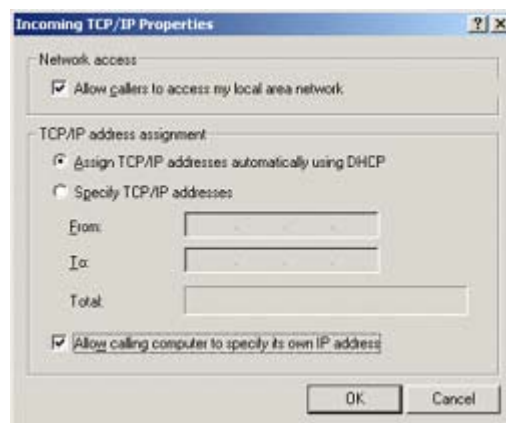 Incoming TCP/IP Properties
Network access
Allow callers to access my local area network
TCP/IP address assignment
Assign TCP/IP addresses automatically using DHCP
Specify TCP/IP addresses
From:
To:
Total:
Allow calling computer to specify its own IP address
OK
Cancel